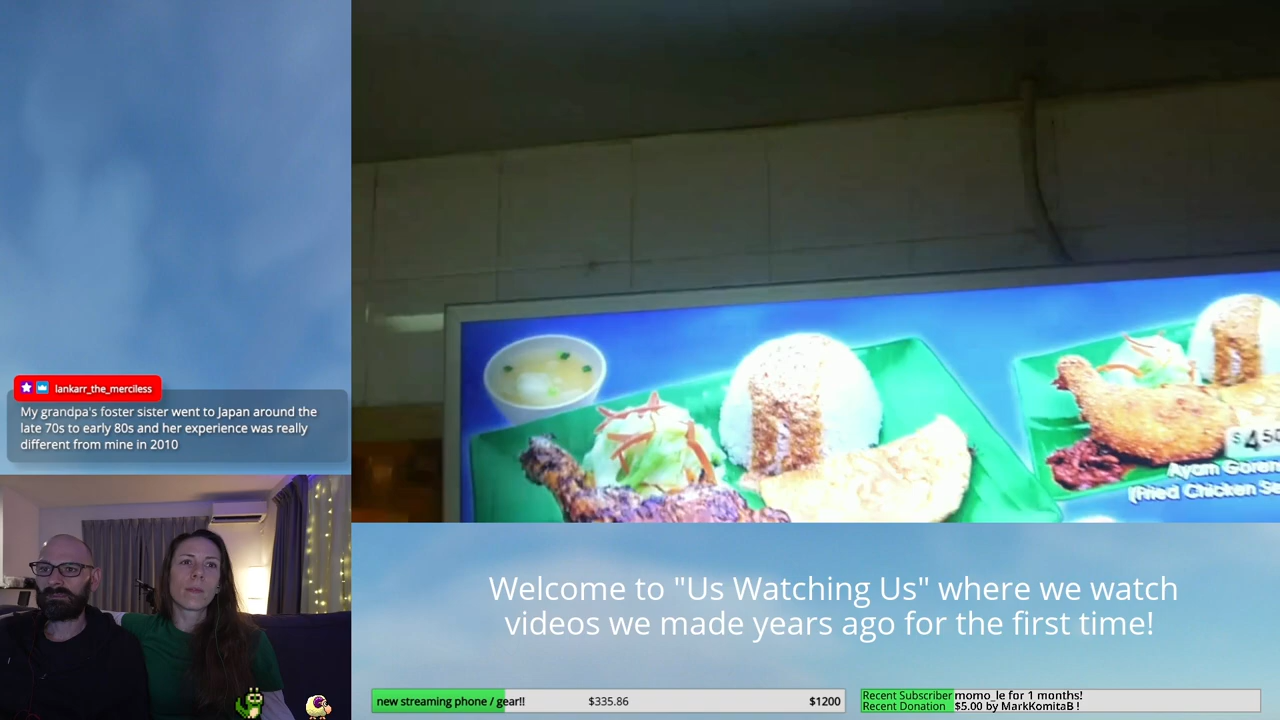 lankarr_the_merciless
My grandpa's foster sister went to Japan around the
late 70s to early 80s and her experience was really
different from mine in 2010
$4.50
Ayam Goreng
(Fried Chicken
Welcome to "Us Watching Us" where we watch
videos we made years ago for the first time!
new streaming phone / gear!! $335.86 $1200
Recent Subscriber momo_le for 1 months!
Recent Donation $5.00 by MarkKomitaB !